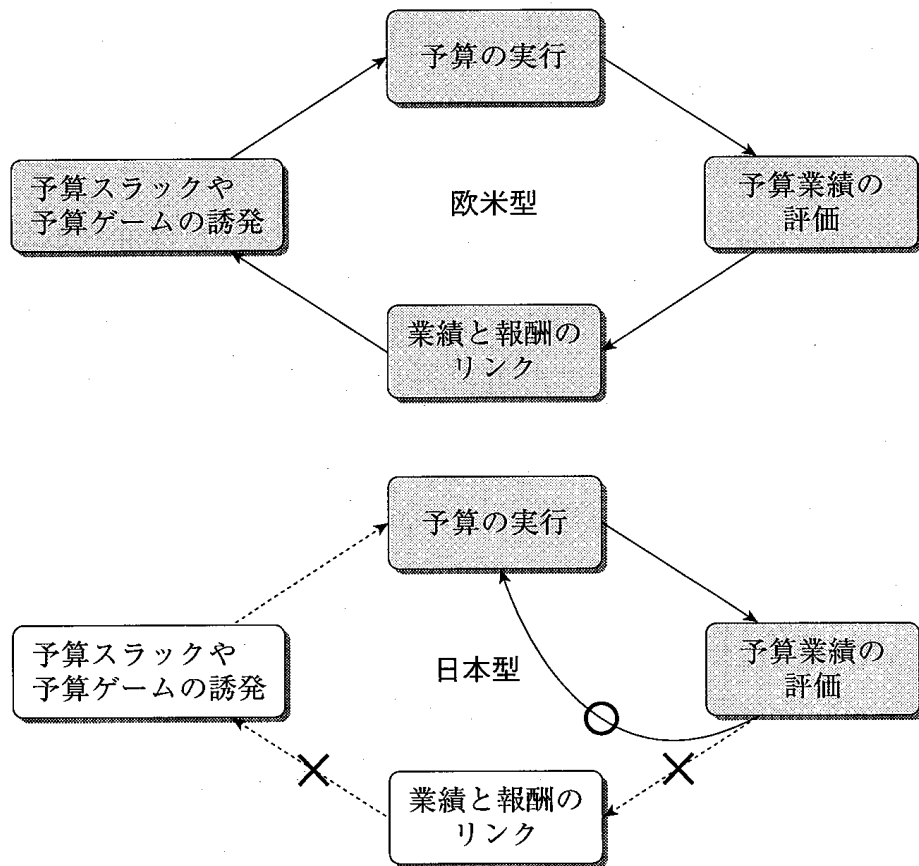 予算の実行
予算スラックや
予算ゲームの誘発
欧米型
予算業績の
評価
業績と報酬の
リンク
予算の実行
予算スラックや
予算ゲームの誘発
日本型
予算業績の
評価
業績と報酬の
リンク